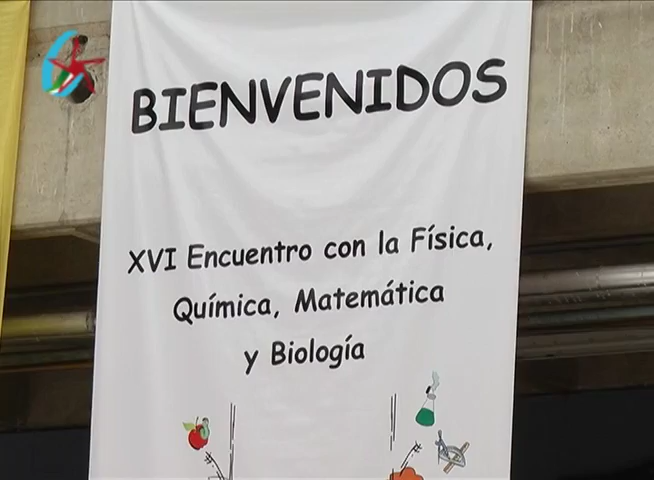 BIENVENIDOS
XVI Encuentro con la Física,
Química, Matemática
y Biología